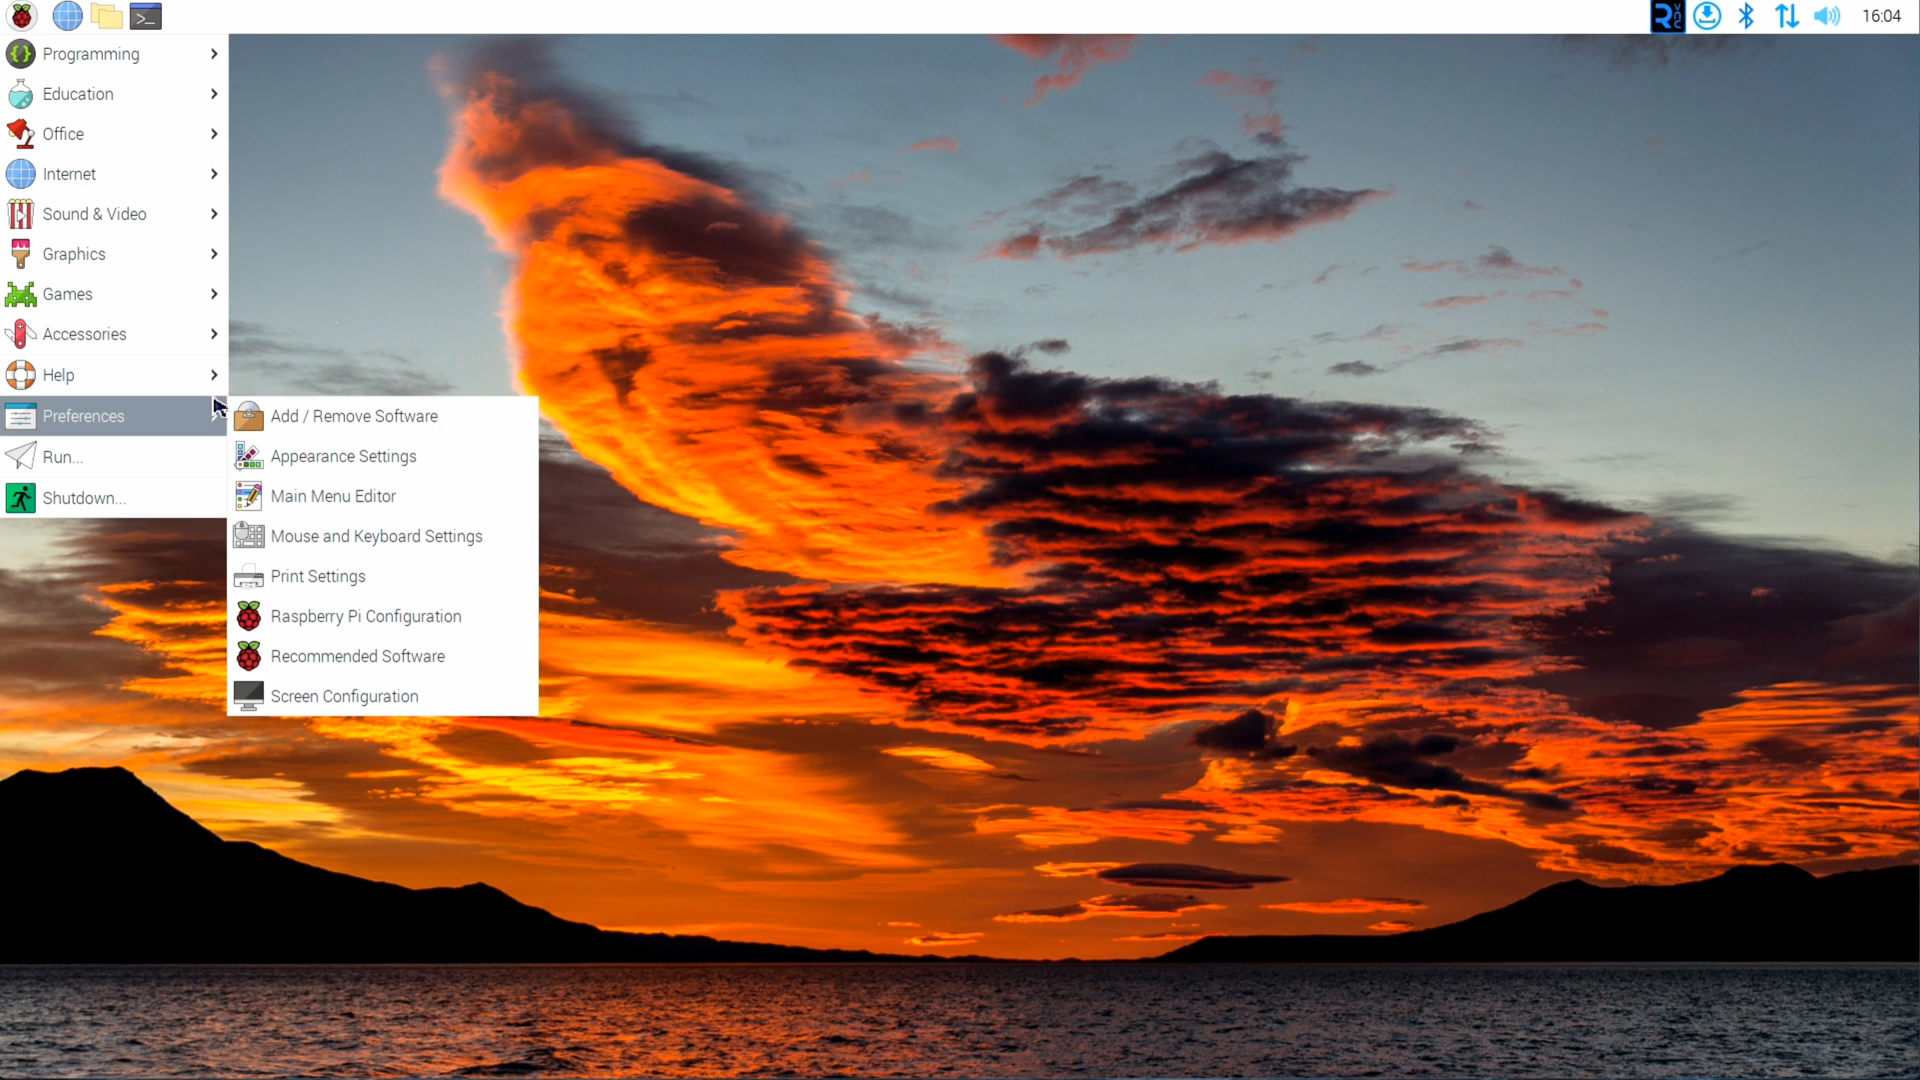 16:04
Programming
Education
Office
Internet
Sound & Video
Graphics
Games
Accessories
Help
Preferences
Run...
Shutdown...
Add / Remove Software
Appearance Settings
Main Menu Editor
Mouse and Keyboard Settings
Print Settings
Raspberry Pi Configuration
Recommended Software
Screen Configuration